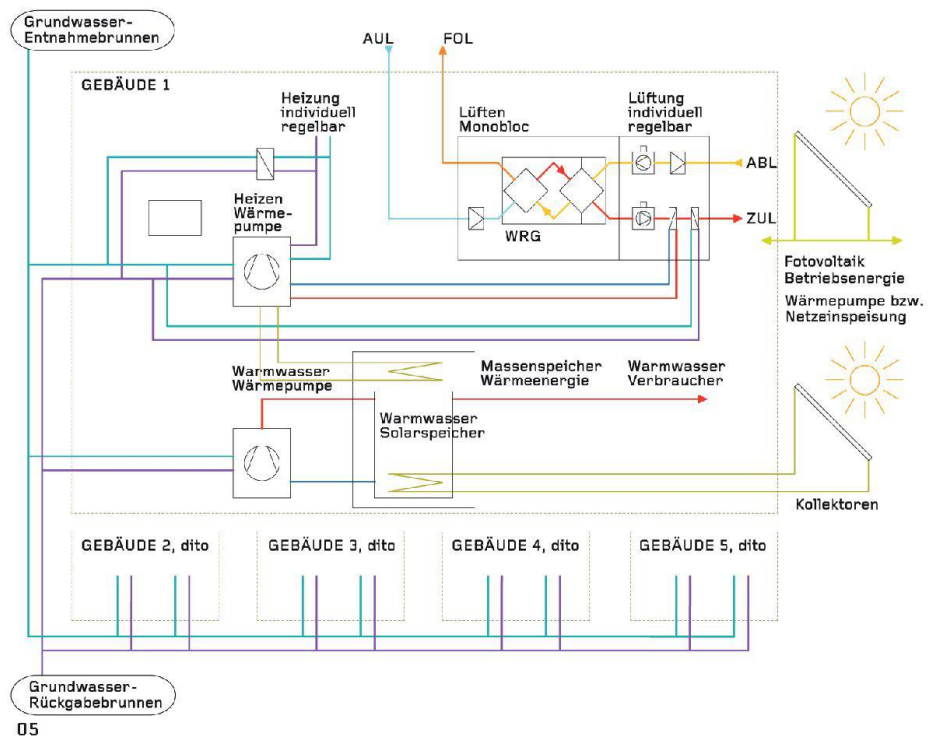 Grundwasser-
Entnahmebrunnen
AUL
FOL
GEBÄUDE 1
Heizung
individuell
regelbar
Lüften
Monobloc
Lüftung
individuell
regelbar
ABL
Heizen
Wärme-
pumpe
WRG
ZUL
Fotovoltaik
Betriebsenergie
Wärmepumpe bzw.
Netzeinspeisung
Warmwasser
Wärmepumpe
Massenspeicher
Wärmeenergie
Warmwasser
Verbraucher
Warmwasser
Solarspeicher
Kollektoren
GEBÄUDE 2, dito
GEBÄUDE 3, dito
GEBÄUDE 4, dito
GEBÄUDE 5, dito
Grundwasser-
Rückgabebrunnen
05